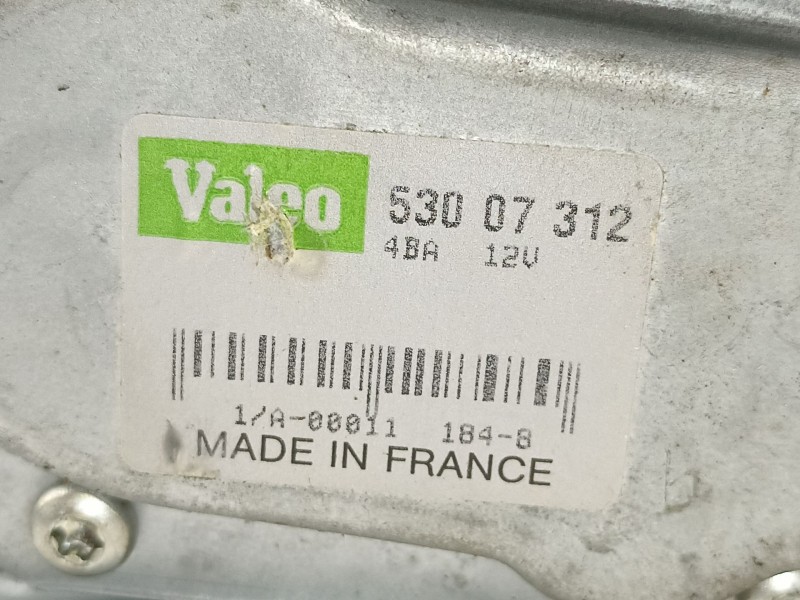 Valeo 530 07 312
4BA 12V
1/A-00011 184-8
MADE IN FRANCE